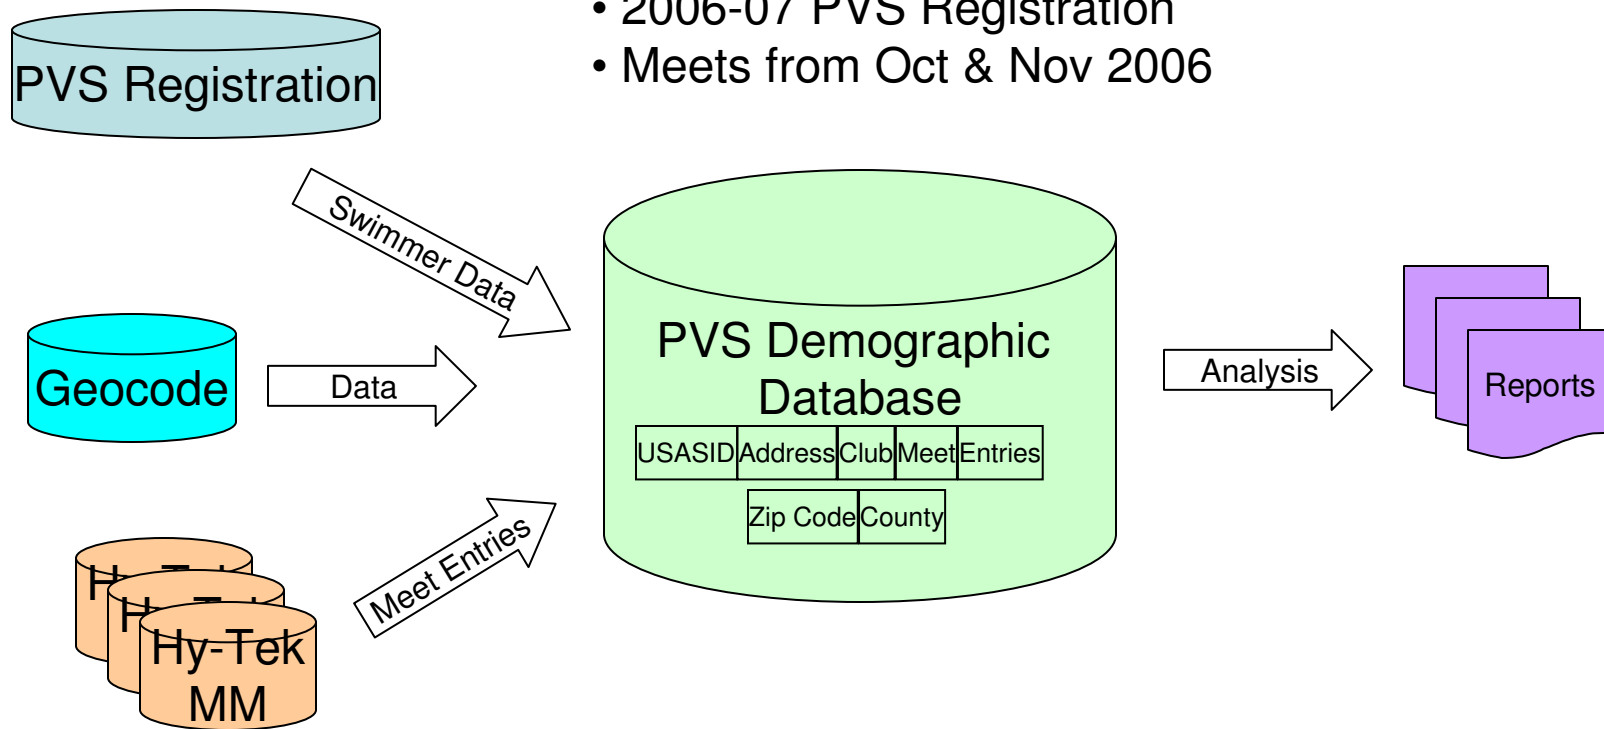 • 2006-07 PVS Registration
• Meets from Oct & Nov 2006
PVS Registration
Swimmer Data
Geocode
Data
PVS Demographic
Database
USASID Address Club Meet Entries
Zip Code County
Analysis
Reports
Meet Entries
Hy-Tek
MM